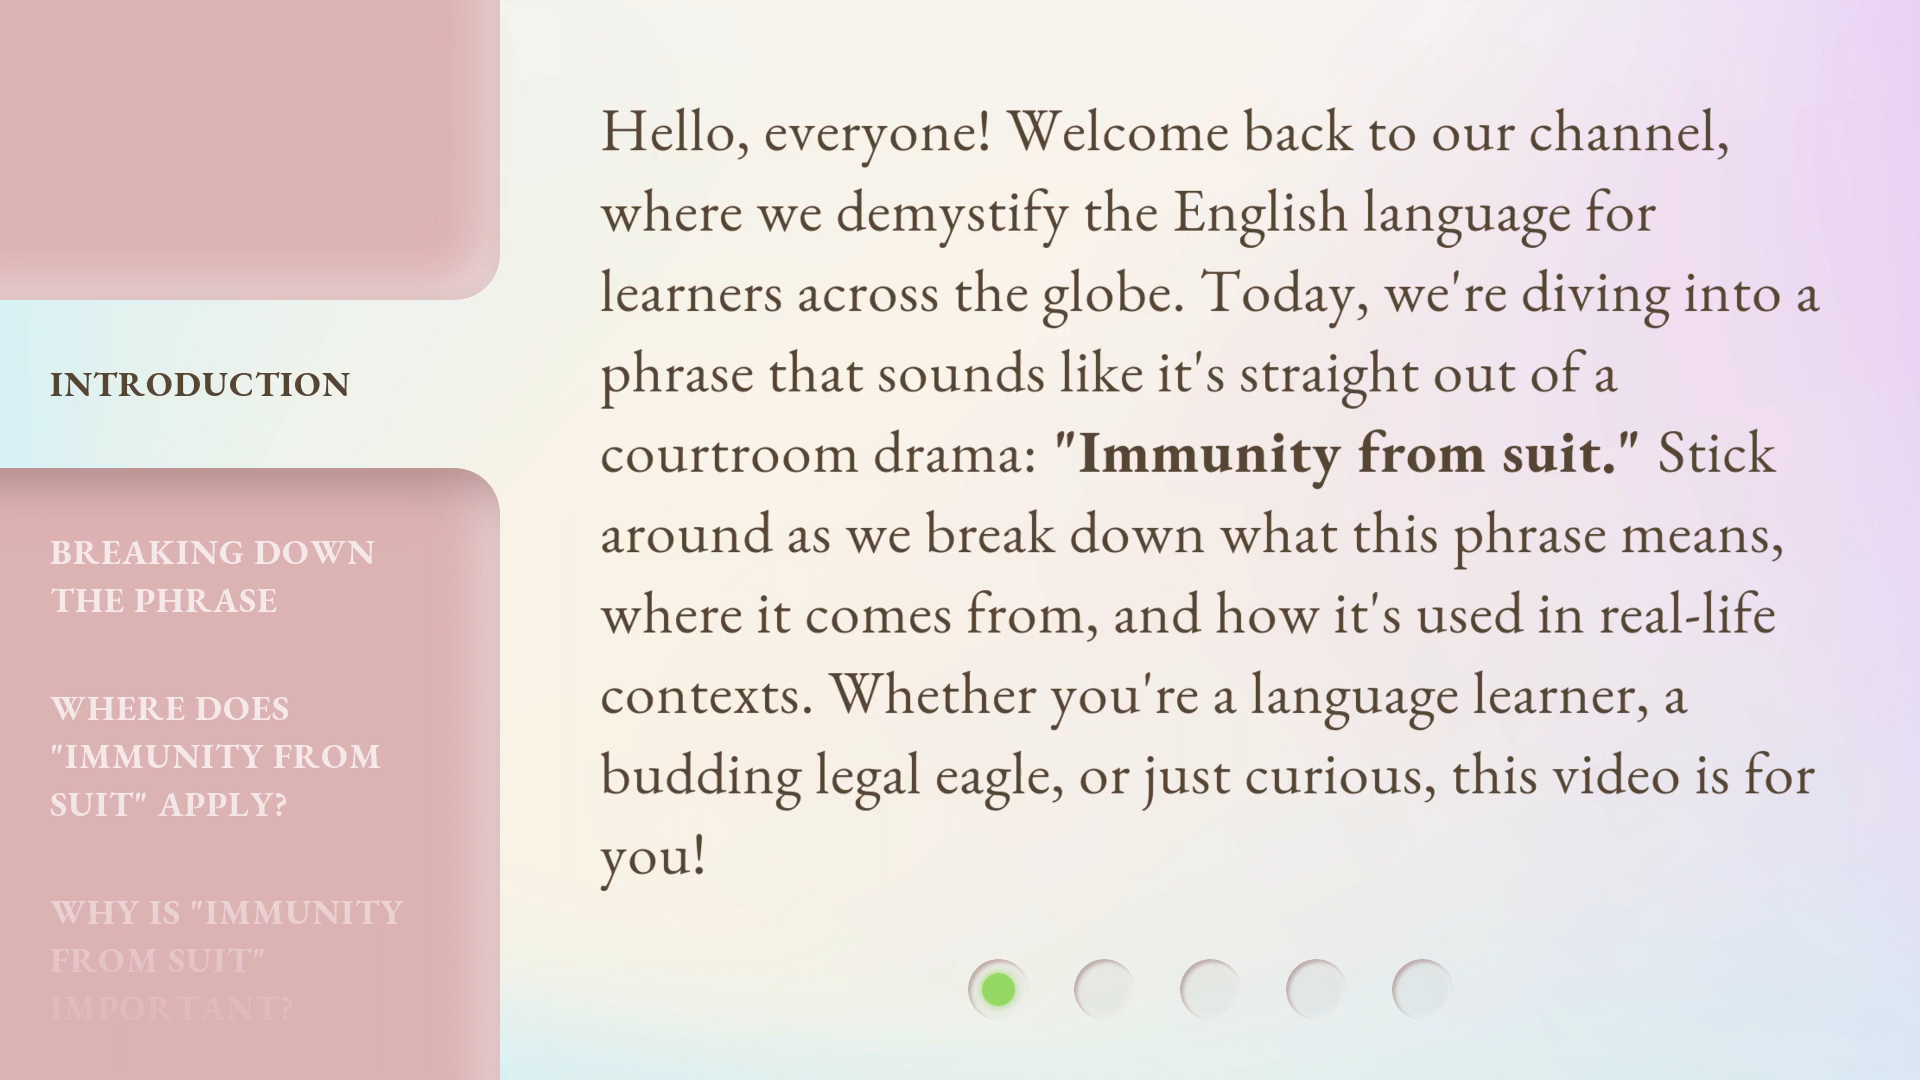 INTRODUCTION
BREAKING DOWN
THE PHRASE
WHERE DOES
"IMMUNITY FROM
SUIT" APPLY?
WHY IS "IMMUNITY
FROM SUIT"
IMPORTANT?
Hello, everyone! Welcome back to our channel,
where we demystify the English language for
learners across the globe. Today, we're diving into a
phrase that sounds like it's straight out of a
courtroom drama: "Immunity from suit." Stick
around as we break down what this phrase means,
where it comes from, and how it's used in real-life
contexts. Whether you're a language learner, a
budding legal eagle, or just curious, this video is for
you!